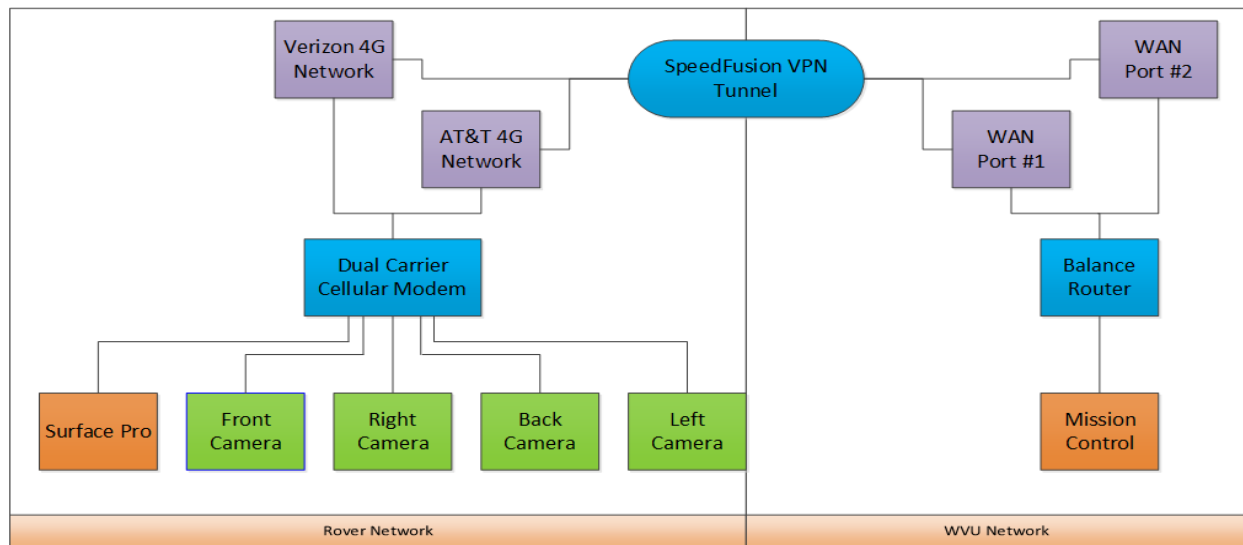 Verizon 4G
Network
SpeedFusion VPN
Tunnel
WAN
Port #2
AT&T 4G
Network
WAN
Port #1
Dual Carrier
Cellular Modem
Balance
Router
Surface Pro
Front
Camera
Right
Camera
Back
Camera
Left
Camera
Mission
Control
Rover Network
WVU Network